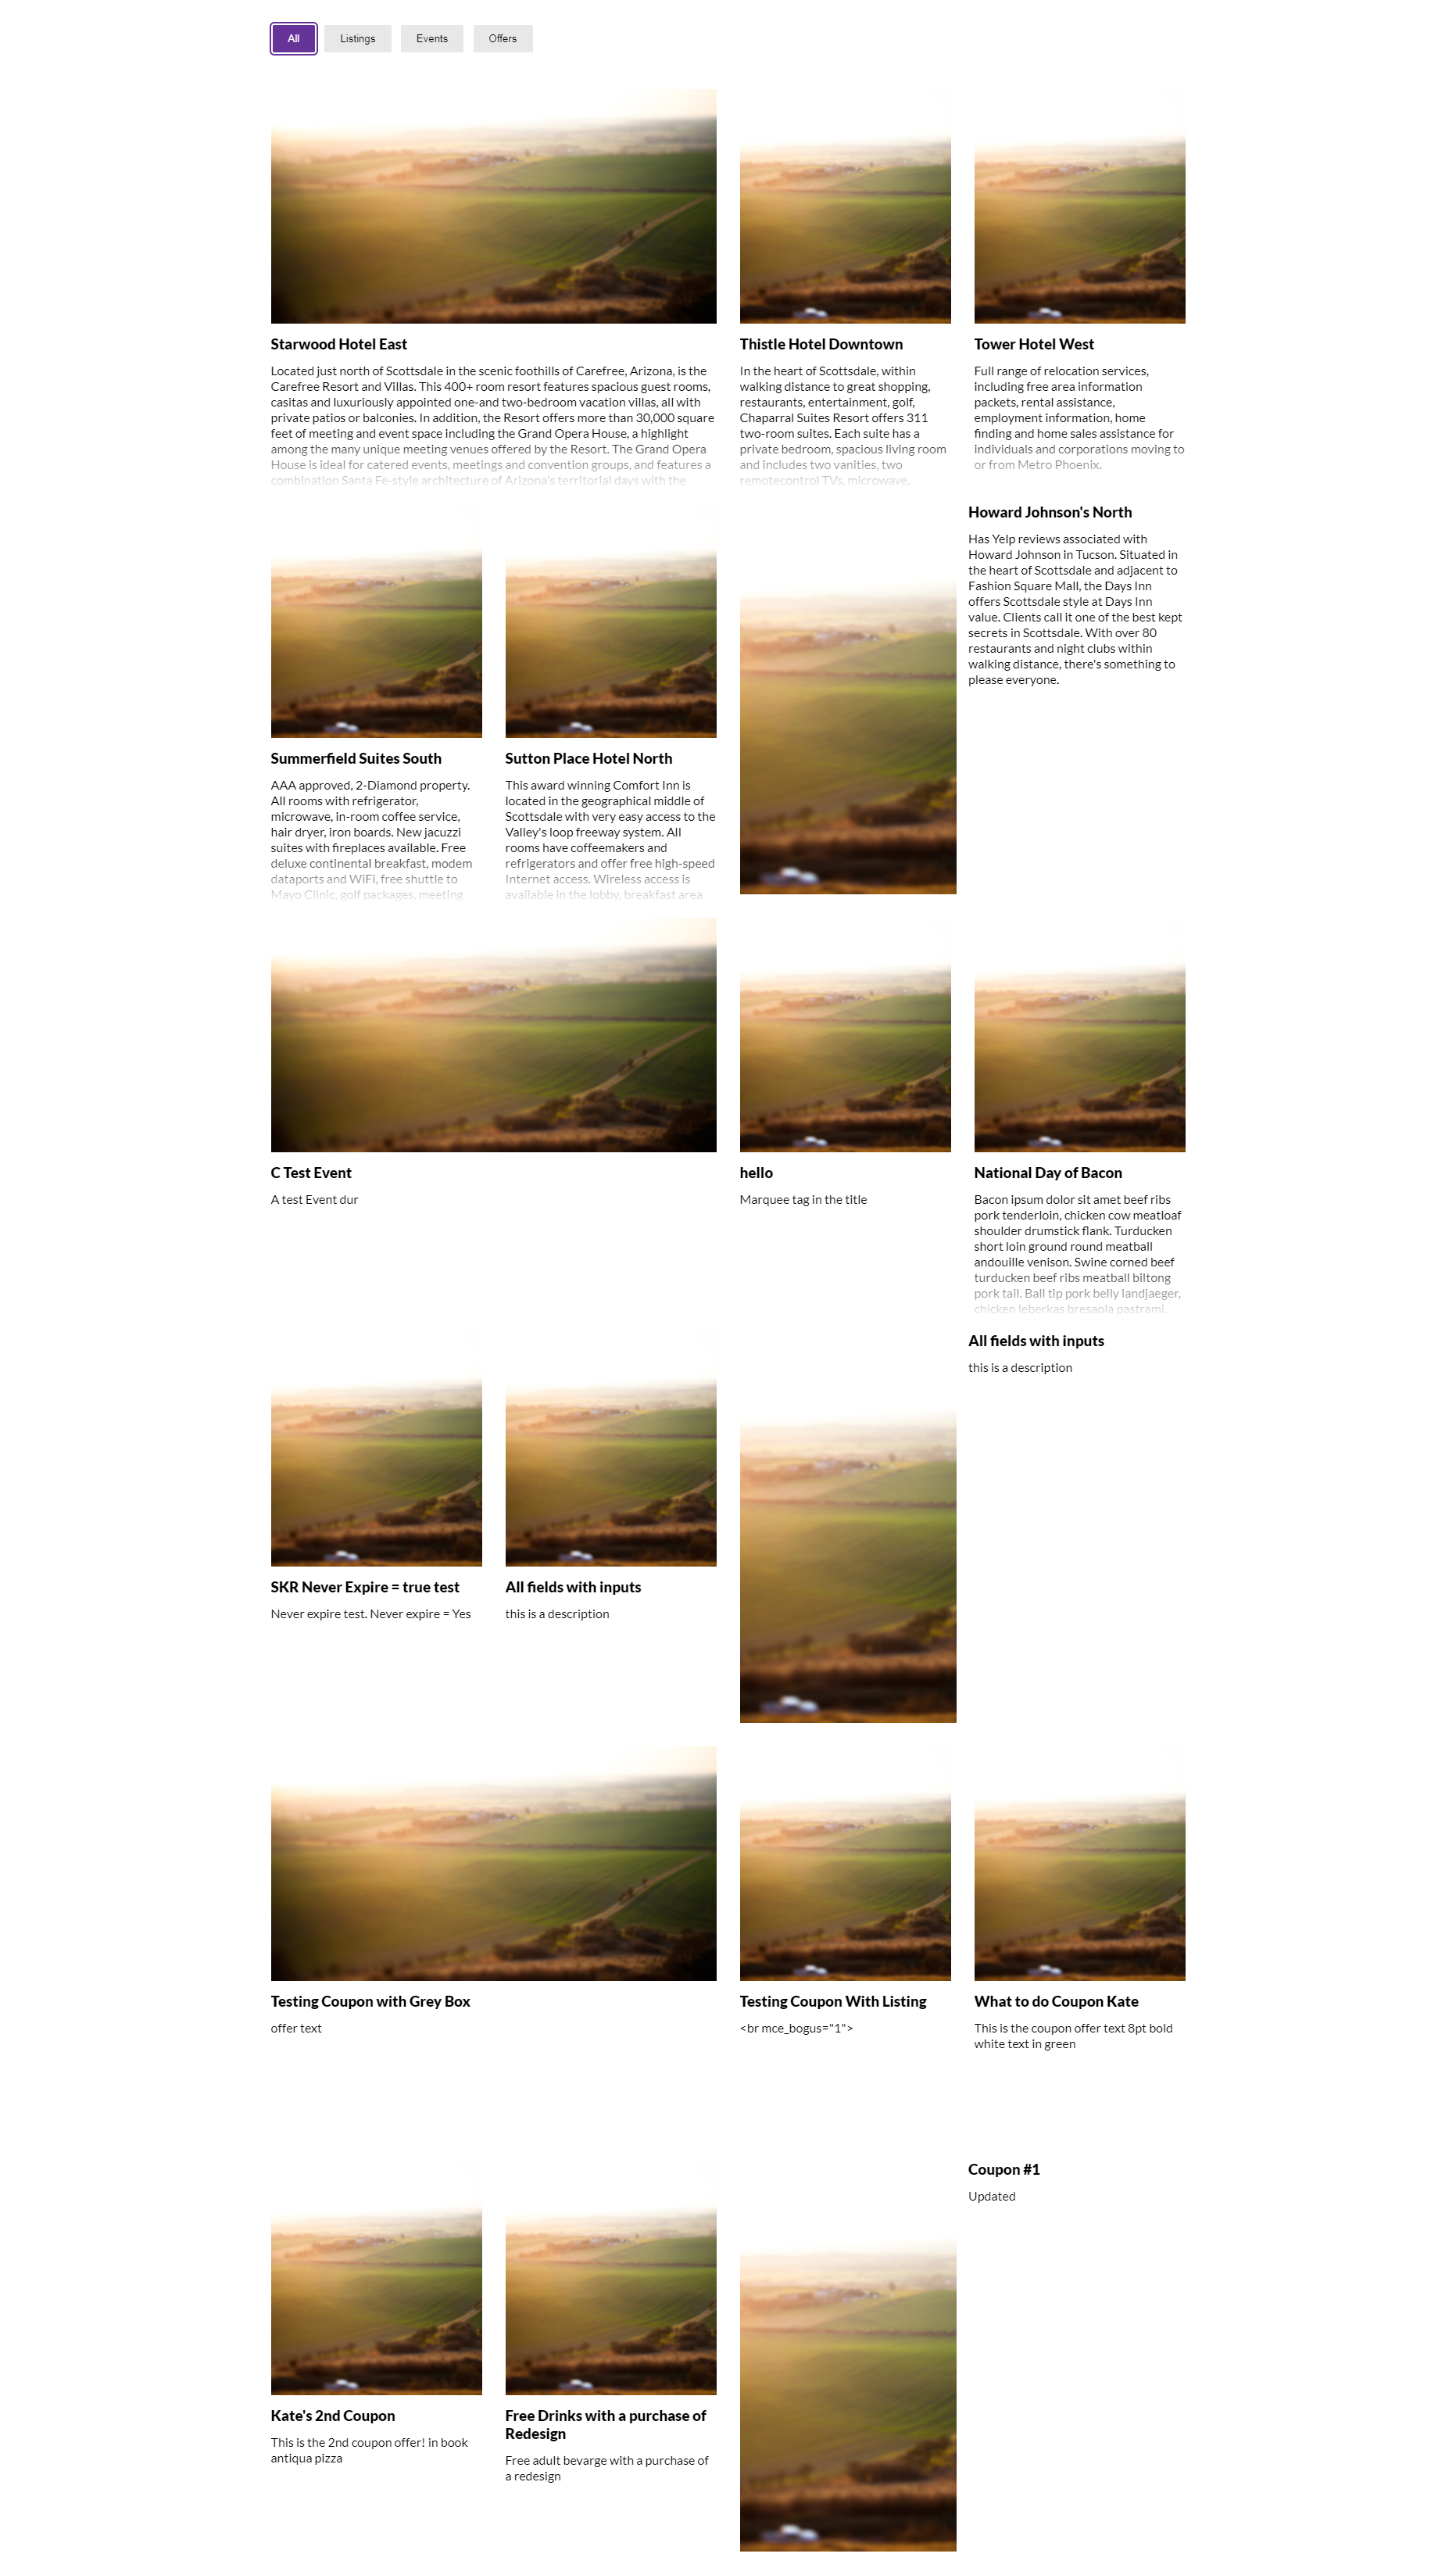 All
Listings
Events
Offers
Starwood Hotel East
Located just north of Scottsdale in the scenic foothills of Carefree, Arizona, is the
Carefree Resort and Villas. This 400+ room resort features spacious guest rooms,
casitas and luxuriously appointed one-and two-bedroom vacation villas, all with
private patios or balconies. In addition, the Resort offers more than 30,000 square
feet of meeting and event space including the Grand Opera House, a highlight
among the many unique meeting venues offered by the Resort. The Grand Opera
House is ideal for catered events, meetings and convention groups, and features a
combination Santa Fe-style architecture of Arizona's territorial days with the
Thistle Hotel Downtown
In the heart of Scottsdale, within
walking distance to great shopping,
restaurants, entertainment, golf,
Chaparral Suites Resort offers 311
two-room suites. Each suite has a
private bedroom, spacious living room
and includes two vanities, two
remotecontrol TVs, microwave,
Tower Hotel West
Full range of relocation services,
including free area information
packets, rental assistance,
employment information, home
finding and home sales assistance for
individuals and corporations moving to
or from Metro Phoenix.
Summerfield Suites South
AAA approved, 2-Diamond property.
All rooms with refrigerator,
microwave, in-room coffee service,
hair dryer, iron boards. New jacuzzi
suites with fireplaces available. Free
deluxe continental breakfast, modem
dataports and WiFi, free shuttle to
Mayo Clinic, golf packages, meeting
Sutton Place Hotel North
This award winning Comfort Inn is
located in the geographical middle of
Scottsdale with very easy access to the
Valley's loop freeway system. All
rooms have coffeemakers and
refrigerators and offer free high-speed
Internet access. Wireless access is
available in the lobby, breakfast area
Howard Johnson's North
Has Yelp reviews associated with
Howard Johnson in Tucson. Situated in
the heart of Scottsdale and adjacent to
Fashion Square Mall, the Days Inn
offers Scottsdale style at Days Inn
value. Clients call it one of the best kept
secrets in Scottsdale. With over 80
restaurants and night clubs within
walking distance, there's something to
please everyone.
C Test Event
A test Event dur
hello
Marquee tag in the title
National Day of Bacon
Bacon ipsum dolor sit amet beef ribs
pork tenderloin, chicken cow meatloaf
shoulder drumstick flank. Turducken
short loin ground round meatball
andouille venison. Swine corned beef
turducken beef ribs meatball biltong
pork tail. Ball tip pork belly landjaeger,
chicken leberkas bresaola pastrami.
SKR Never Expire = true test
Never expire test. Never expire = Yes
All fields with inputs
this is a description
All fields with inputs
this is a description
Testing Coupon with Grey Box
offer text
Testing Coupon With Listing
<br mce_bogus="1">
What to do Coupon Kate
This is the coupon offer text 8pt bold
white text in green
Kate's 2nd Coupon
This is the 2nd coupon offer! in book
antiqua pizza
Free Drinks with a purchase of
Redesign
Free adult bevarge with a purchase of
a redesign
Coupon #1
Updated